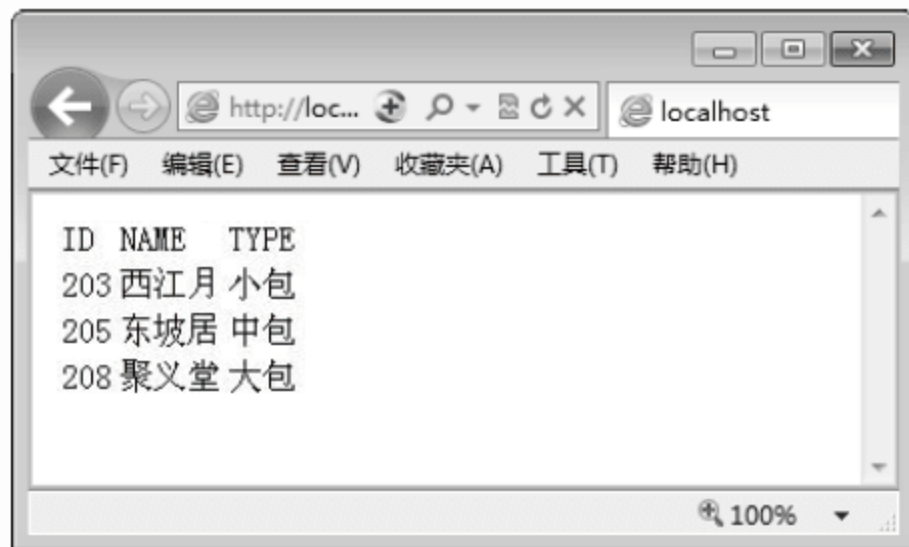 http://loc...
localhost
文件(F) 编辑(E) 查看(V) 收藏夹(A) 工具(T) 帮助(H)
ID NAME TYPE
203 西江月 小包
205 东坡居 中包
208 聚义堂 大包
100%